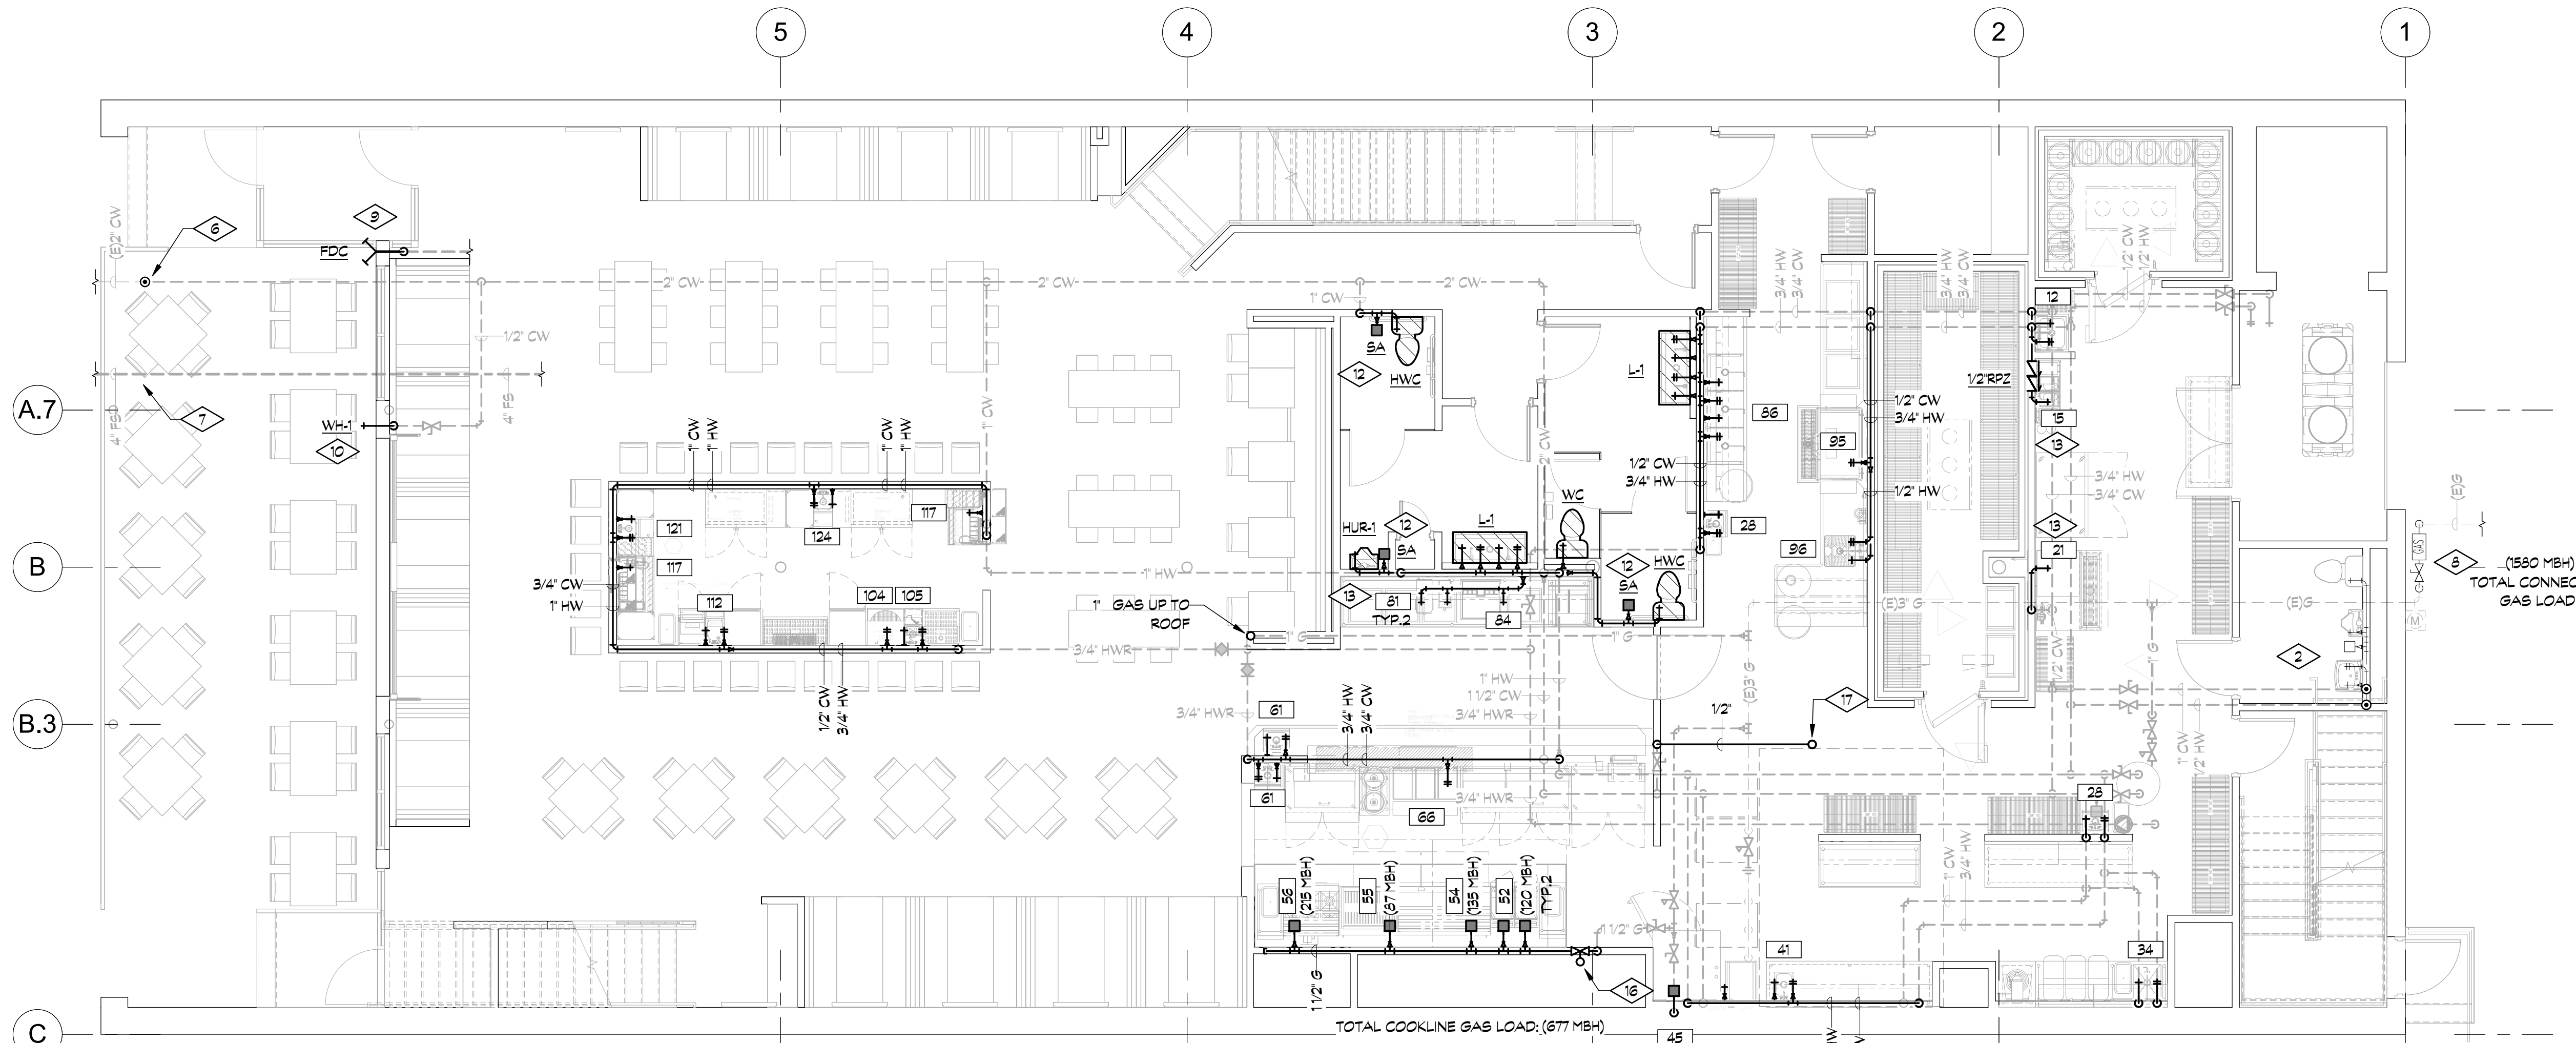 5
4
3
2
1
A.7
B
B.3
C
(E)2" CW
6
9
FDC
2" CW
2" CW
2" CW
1" CW
1/2" CW
4" FS
4" FS
7
WH-1
10
1" CW
SA
12
HWC
L-1
3/4" HW
3/4" CW
3/4" HW
3/4" CW
1/2" CW
1/2" HW
12
1/2"RPZ
15
13
86
95
1/2" CW
3/4" HW
2" CW
1/2" CW
3/4" HW
1/2" HW
3/4" HW
3/4" CW
13
21
(E)G
GAS
8
(1580 MBH)
TOTAL CONNEC
GAS LOAD
M
1" CW
1" HW
1" CW
1" HW
121
124
117
117
3/4" CW
1" HW
112
104
105
1/2" CW
3/4" HW
1" HW
1" GAS UP TO
ROOF
3/4" HWR
HUR-1
12
SA
L-1
WC
28
96
12
HWC
SA
13
81
TYP.2
84
1" G
(E)3" G
(E)G
(E)3" G
1" G
1/2" CW
2
1" HW
1 1/2" CW
3/4" HWR
3/4" HWR
61
3/4" HW
3/4" CW
1/2"
17
1" CW
1/2" HW
61
66
3/4" HWR
28
1" CW
3/4" HW
56
(215 MBH)
55
(87 MBH)
54
(135 MBH)
52
(120 MBH)
TYP.2
1 1/2" G
1 1/2" G
16
41
34
45
TOTAL COOKLINE GAS LOAD: (677 MBH)